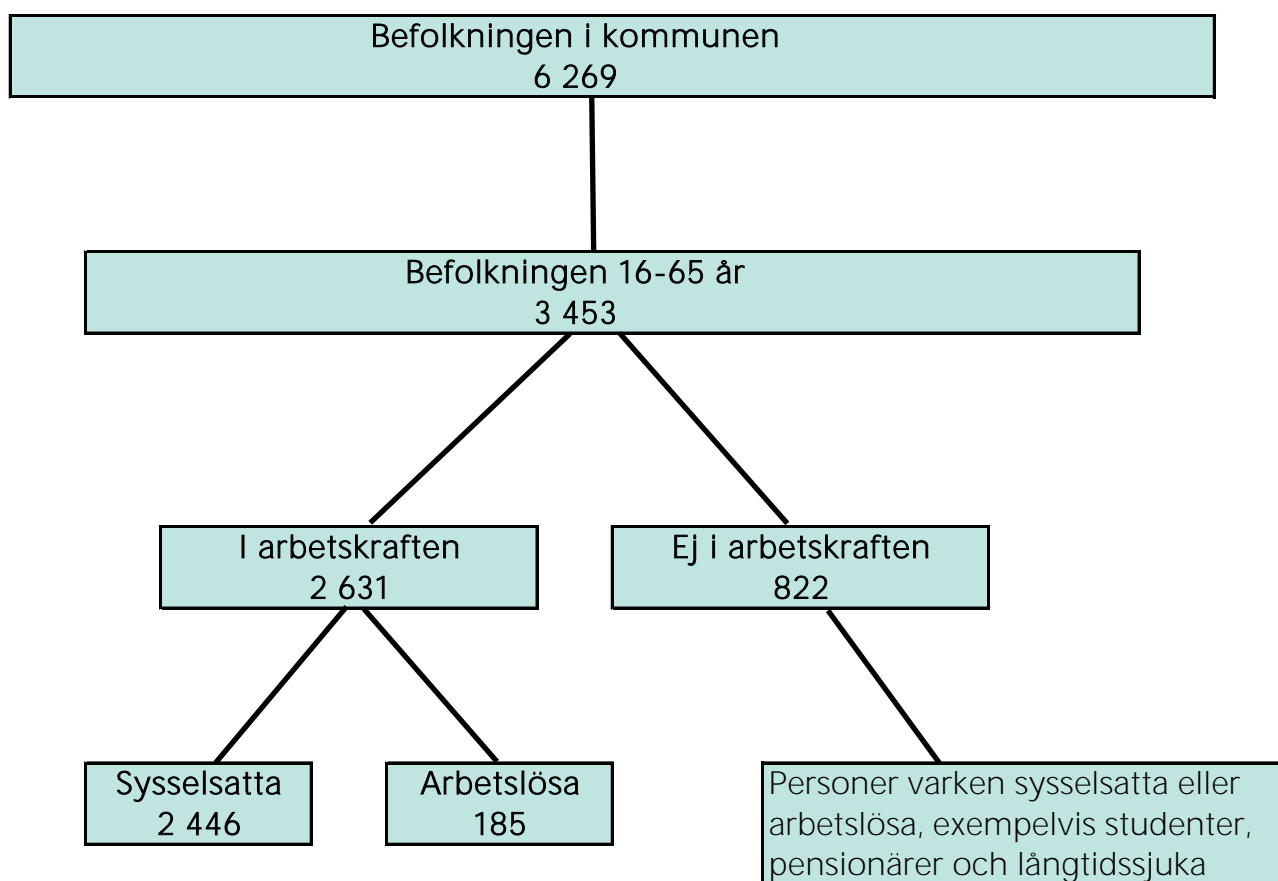 Befolkningen i kommunen
6 269
Befolkningen 16-65 år
3 453
I arbetskraften
2 631
Ej i arbetskraften
822
Sysselsatta
2 446
Arbetslösa
185
Personer varken sysselsatta eller
arbetslösa, exempelvis studenter,
pensionärer och långtidssjuka